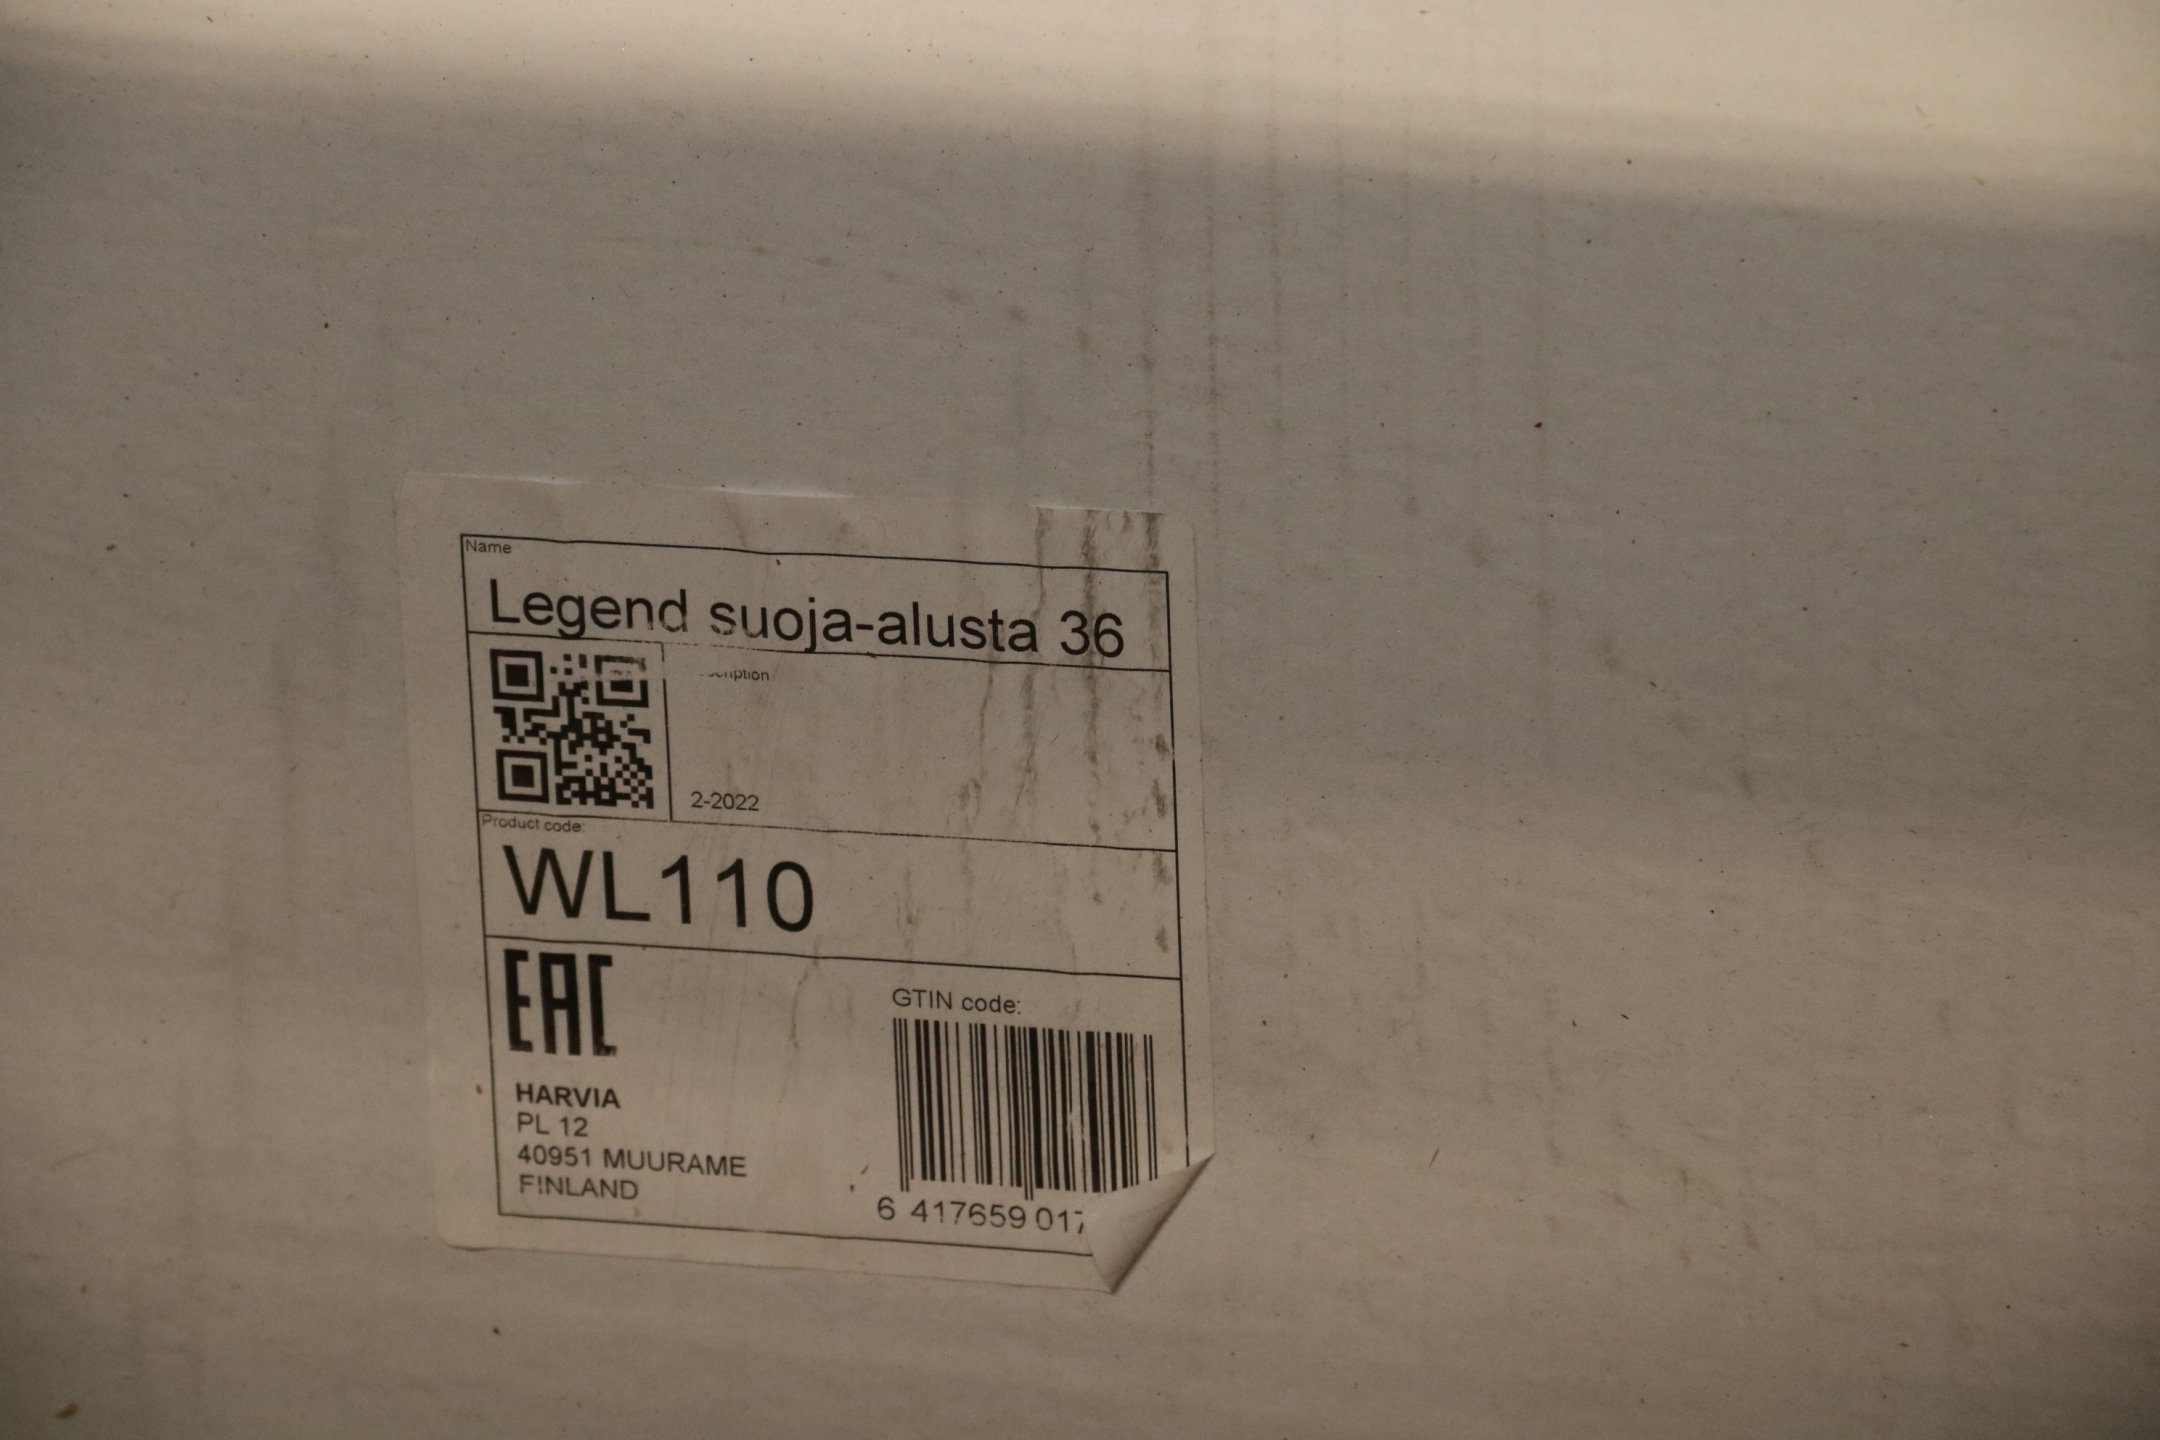 Name
Legend suoja-alusta 36
2-2022
Product code:
WL110
EAC
HARVIA
PL 12
40951 MUURAME
FINLAND
GTIN code:
6 417659 017